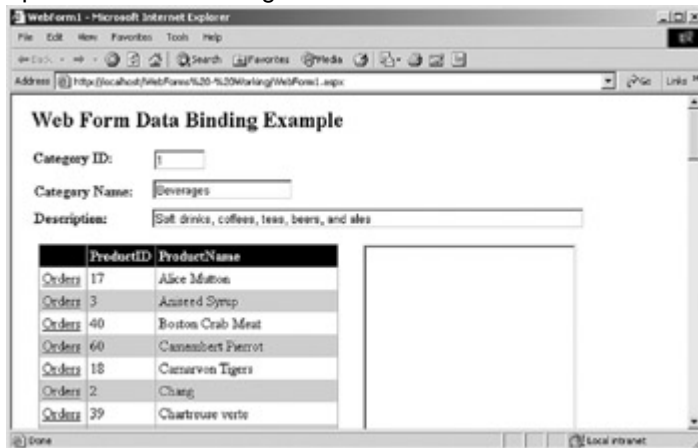 WebForm1 - Microsoft Internet Explorer
File Edit View Favorites Tools Help
Back Search Favorites Media
Address http://localhost/WebForms%20-%20Working/WebForm1.aspx Go Links »
Web Form Data Binding Example
Category ID: 1
Category Name: Beverages
Description: Soft drinks, coffees, teas, beers, and ales
ProductID ProductName
Orders 17 Alice Mutton
Orders 3 Aniseed Syrup
Orders 40 Boston Crab Meat
Orders 60 Camembert Pierrot
Orders 18 Carnarvon Tigers
Orders 2 Chang
Orders 39 Chartreuse verte
Done Local intranet